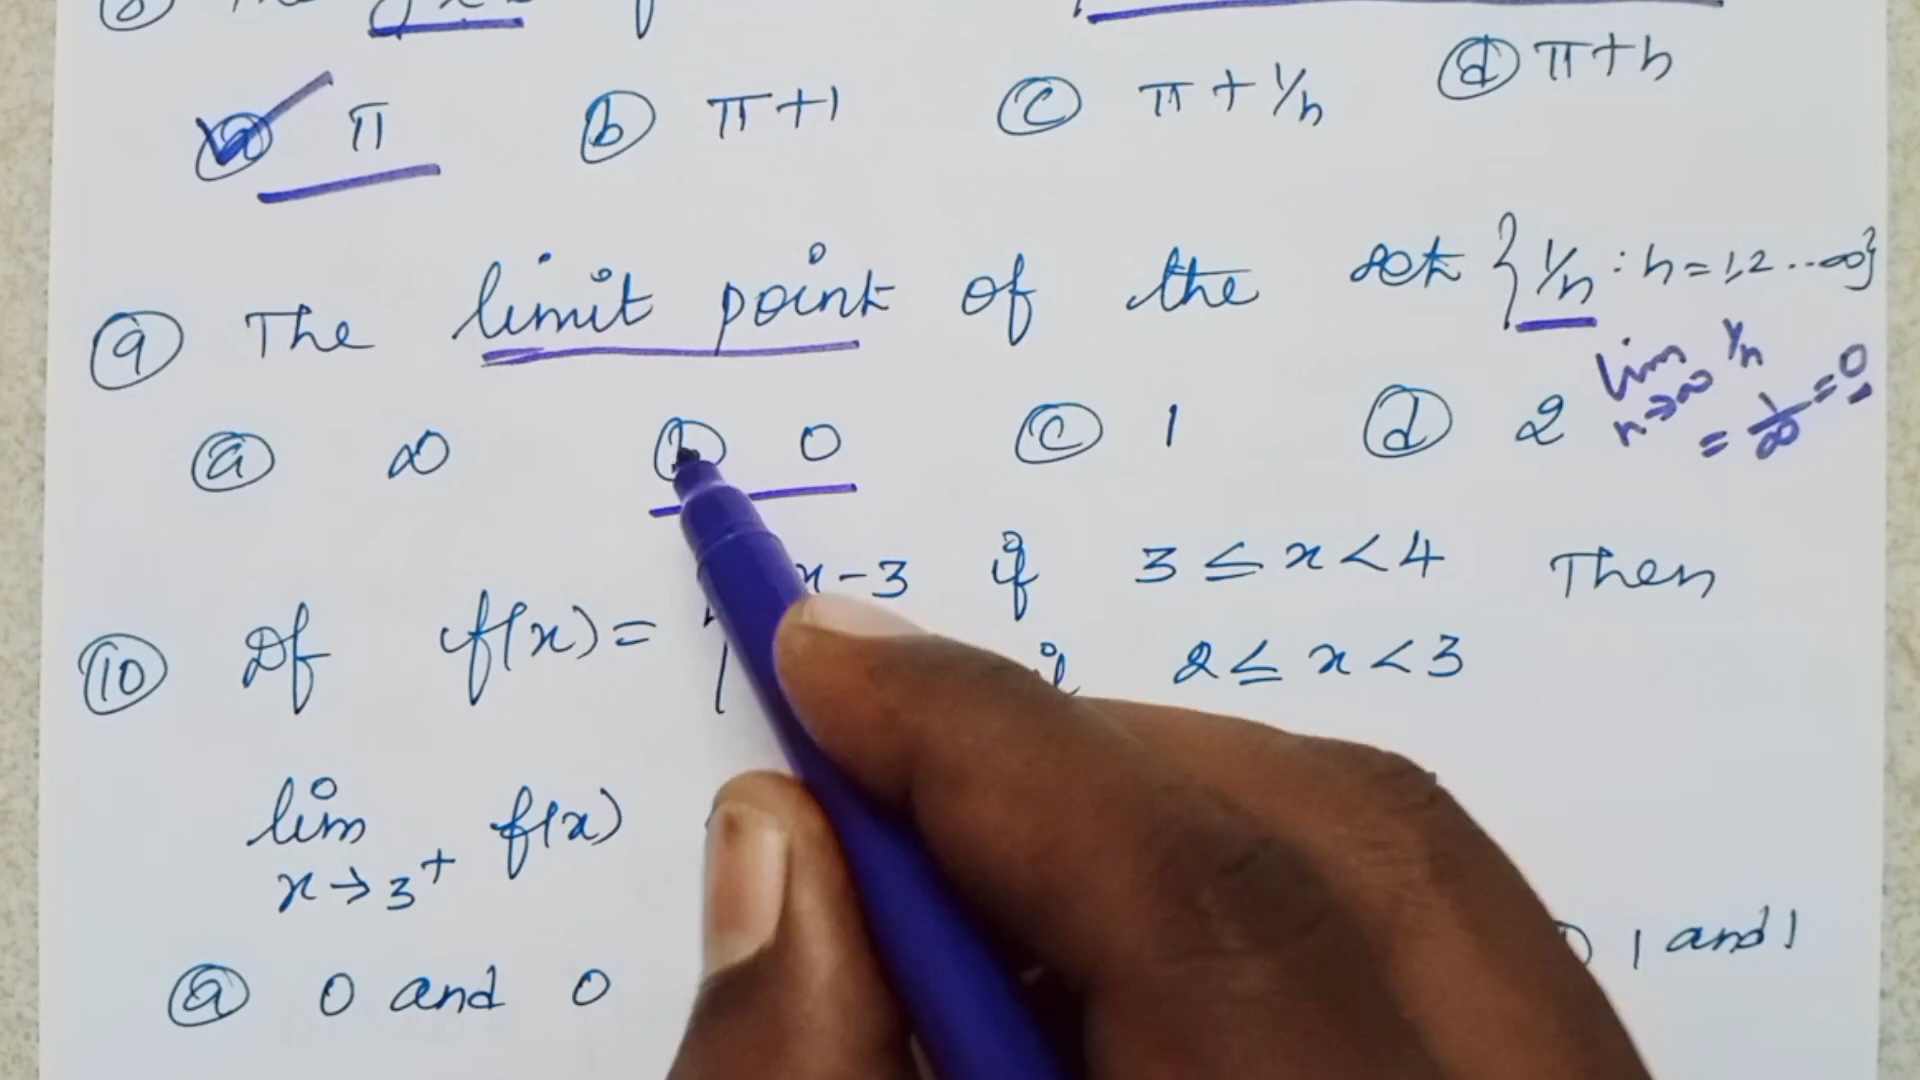 ⓐ π ⓑ π+1 ⓒ π + 1/n ⓓ π+n
⑨ The limit point of the set {1/n : n=1,2...∞}
lim n→∞ 1/n
= 1/∞ = 0
ⓐ ∞ ⓑ 0 ⓒ 1 ⓓ 2
x-3 if 3 ≤ x < 4 Then
⑩ If f(x) =
2 ≤ x < 3
lim x→3+ f(x)
ⓐ 0 and 0 1 and 1